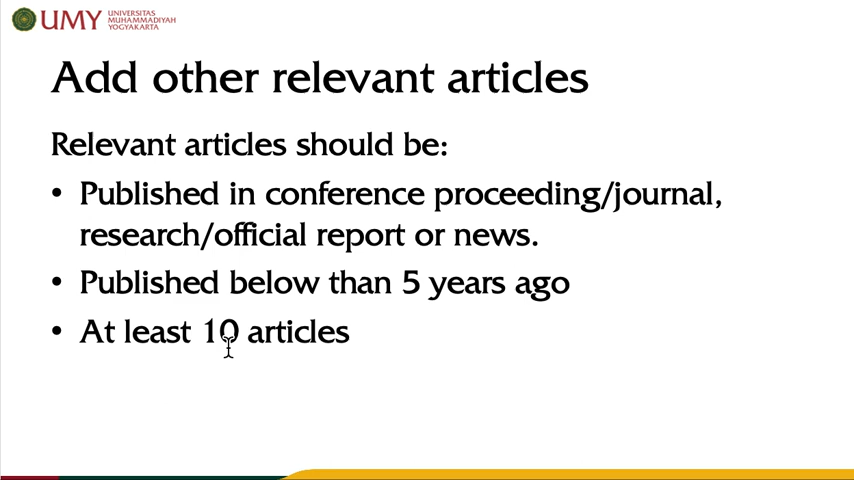 UMY
UNIVERSITAS
MUHAMMADIYAH
YOGYAKARTA
Add other relevant articles
Relevant articles should be:
• Published in conference proceeding/journal,
research/official report or news.
• Published below than 5 years ago
• At least 10 articles